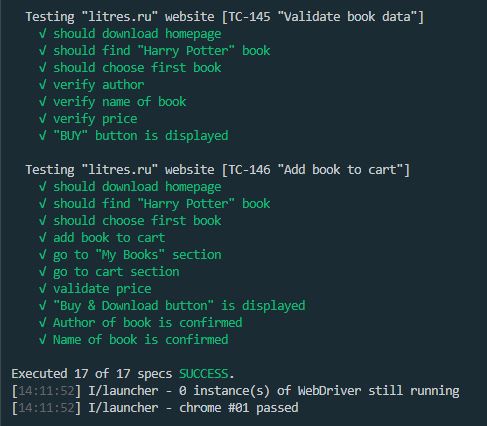 Testing "litres.ru" website [TC-145 "Validate book data"]
√ should download homepage
√ should find "Harry Potter" book
√ should choose first book
√ verify author
√ verify name of book
√ verify price
√ "BUY" button is displayed
Testing "litres.ru" website [TC-146 "Add book to cart"]
√ should download homepage
√ should find "Harry Potter" book
√ should choose first book
√ add book to cart
√ go to "My Books" section
√ go to cart section
√ validate price
√ "Buy & Download button" is displayed
√ Author of book is confirmed
√ Name of book is confirmed
Executed 17 of 17 specs SUCCESS.
[14:11:52] I/launcher - 0 instance(s) of WebDriver still running
[14:11:52] I/launcher - chrome #01 passed